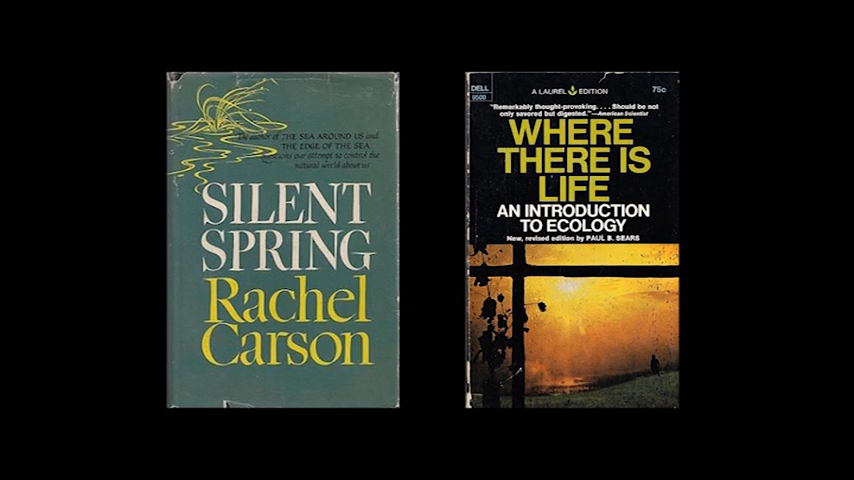 The author of THE SEA AROUND US and
THE EDGE OF THE SEA
questions our attempt to control the
natural world about us
SILENT
SPRING
Rachel
Carson
DELL
9500
A LAUREL EDITION
75c
"Remarkably thought-provoking. . . . Should be not
only savored but digested."—American Scientist
WHERE
THERE IS
LIFE
AN INTRODUCTION
TO ECOLOGY
New, revised edition by PAUL B. SEARS